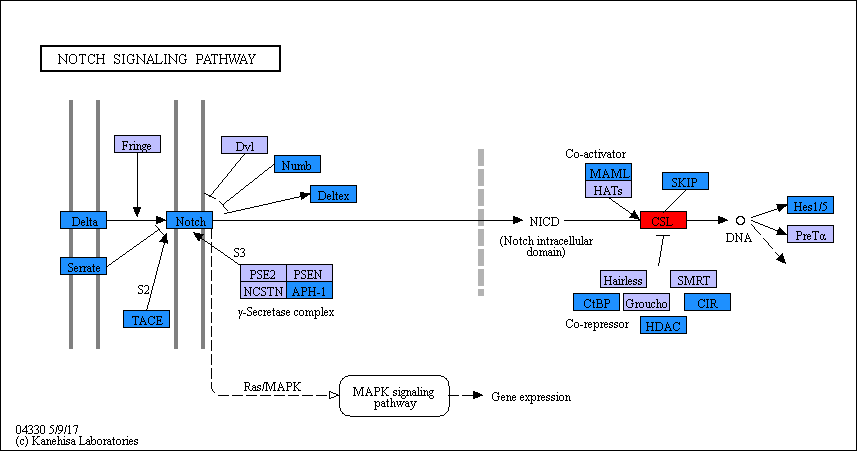 NOTCH SIGNALING PATHWAY
Fringe
Dvl
Numb
Deltex
Co-activator
MAML
HATs
SKIP
Delta
Notch
NICD
(Notch intracellular
domain)
CSL
DNA
Hes1/5
PreTα
Serrate
S2
TACE
S3
PSE2
PSEN
NCSTN
APH-1
γ-Secretase complex
Hairless
SMRT
CtBP
Groucho
CIR
Co-repressor
HDAC
Ras/MAPK
MAPK signaling
pathway
Gene expression
04330 5/9/17
(c) Kanehisa Laboratories